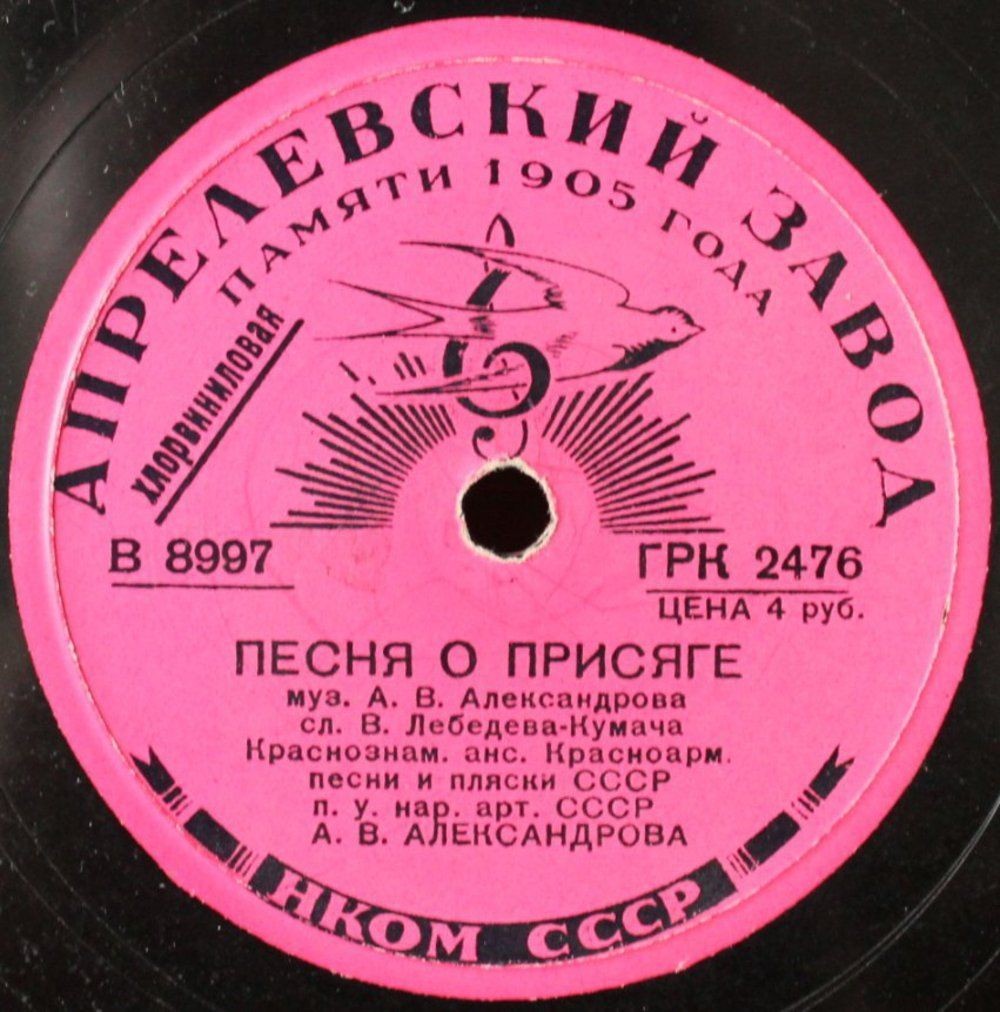 АПРЕЛЕВСКИЙ ЗАВОД
ПАМЯТИ 1905 ГОДА
хлорвиниловая
В 8997
ГРК 2476
ЦЕНА 4 руб.
ПЕСНЯ О ПРИСЯГЕ
муз. А. В. Александрова
сл. В. Лебедева-Кумача
Краснознам. анс. Красноарм.
песни и пляски СССР
п. у. нар. арт. СССР
А. В. АЛЕКСАНДРОВА
НКОМ СССР